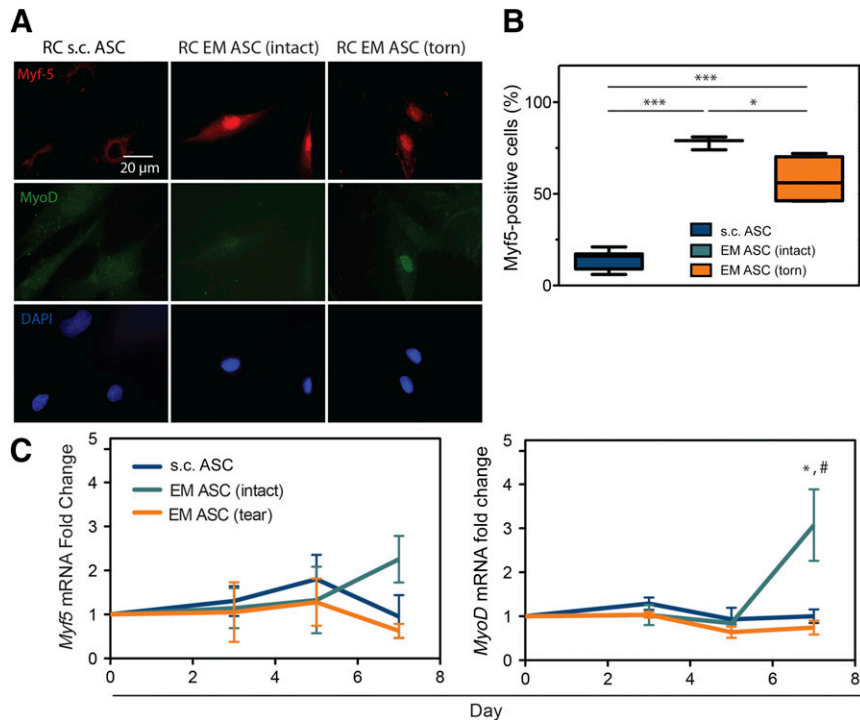 A
RC s.c. ASC
RC EM ASC (intact)
RC EM ASC (torn)
Myf-5
20 µm
MyoD
DAPI
B
Myf5-positive cells (%)
100
50
0
***
***
*
s.c. ASC
EM ASC (intact)
EM ASC (torn)
C
Myf5 mRNA Fold Change
5
4
3
2
1
0
s.c. ASC
EM ASC (intact)
EM ASC (tear)
0 2 4 6 8
MyoD mRNA fold change
5
4
3
2
1
0
*, #
0 2 4 6 8
Day